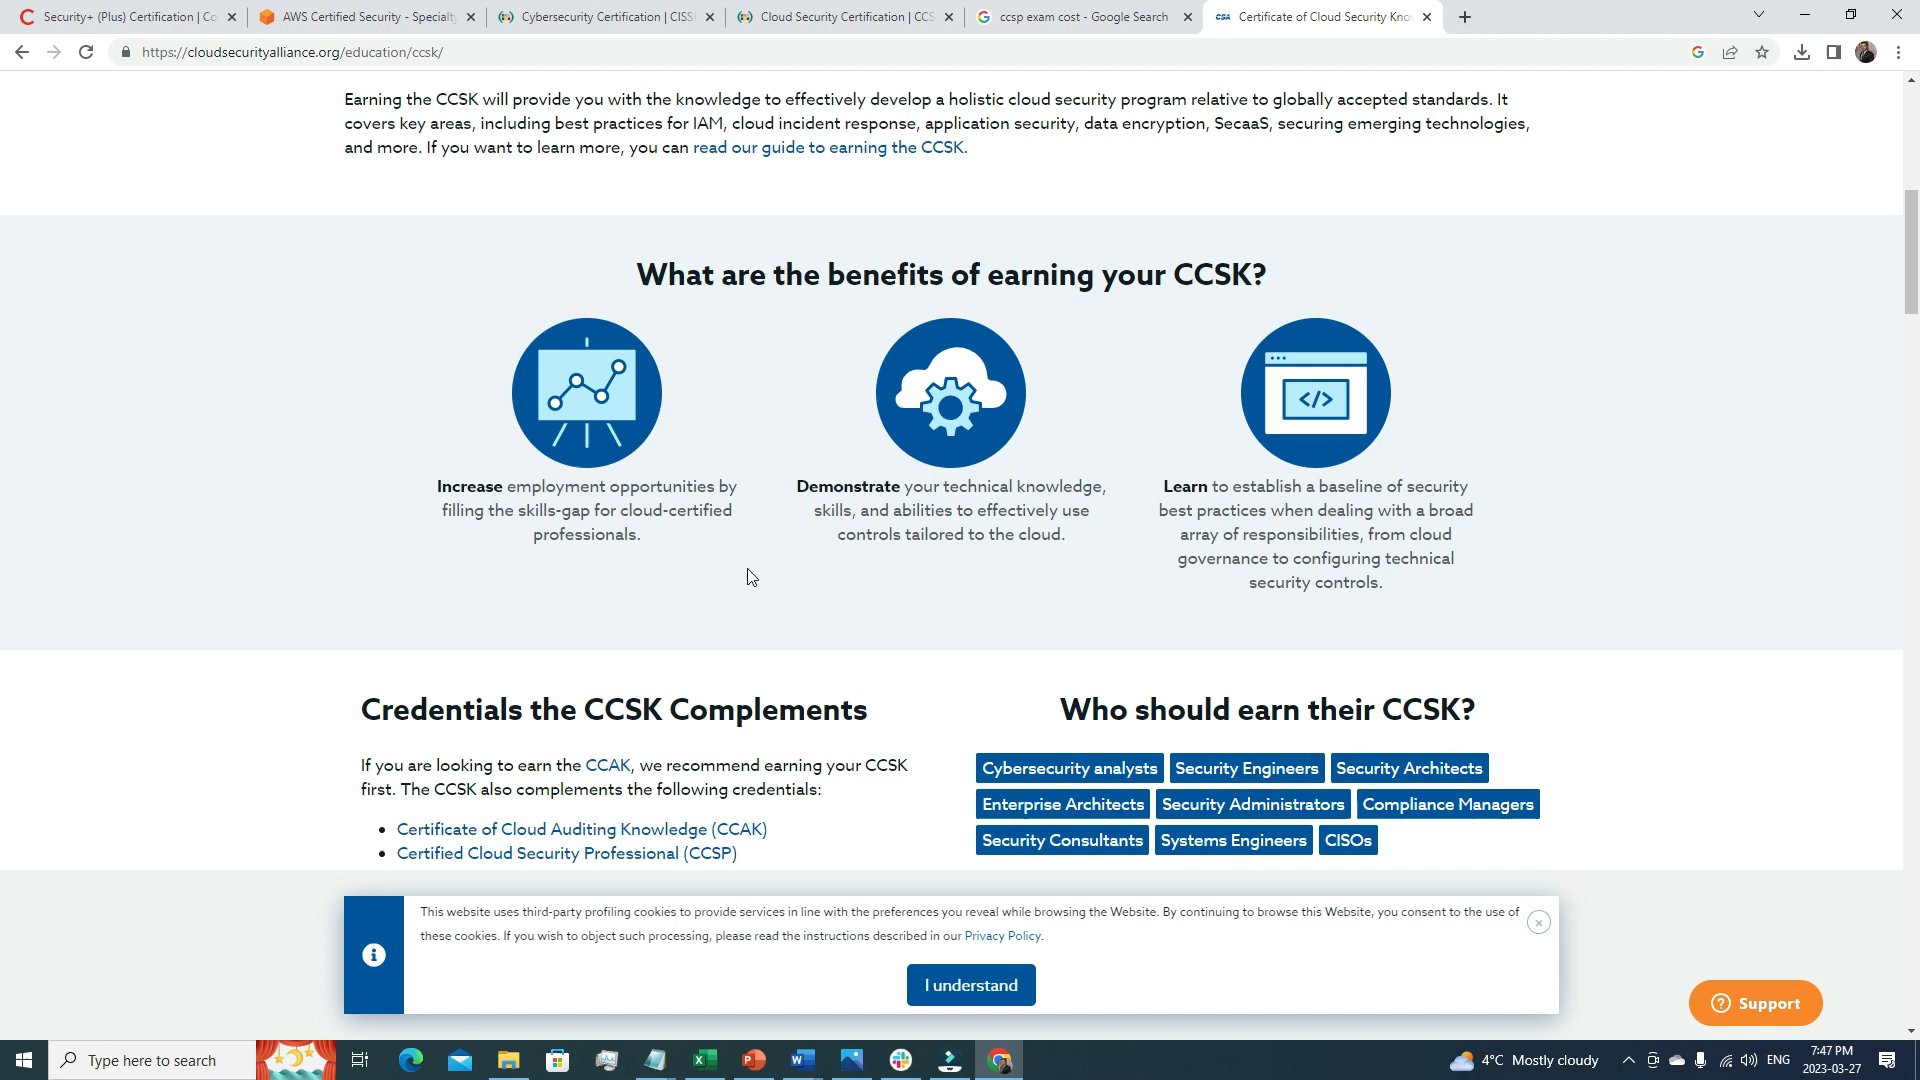 Security+ (Plus) Certification | Co
AWS Certified Security - Specialty
Cybersecurity Certification | CISS
Cloud Security Certification | CCS
ccsp exam cost - Google Search
CSA Certificate of Cloud Security Kno
https://cloudsecurityalliance.org/education/ccsk/
Earning the CCSK will provide you with the knowledge to effectively develop a holistic cloud security program relative to globally accepted standards. It
covers key areas, including best practices for IAM, cloud incident response, application security, data encryption, SecaaS, securing emerging technologies,
and more. If you want to learn more, you can read our guide to earning the CCSK.
What are the benefits of earning your CCSK?
</>
Increase employment opportunities by
filling the skills-gap for cloud-certified
professionals.
Demonstrate your technical knowledge,
skills, and abilities to effectively use
controls tailored to the cloud.
Learn to establish a baseline of security
best practices when dealing with a broad
array of responsibilities, from cloud
governance to configuring technical
security controls.
Credentials the CCSK Complements
If you are looking to earn the CCAK, we recommend earning your CCSK
first. The CCSK also complements the following credentials:
• Certificate of Cloud Auditing Knowledge (CCAK)
• Certified Cloud Security Professional (CCSP)
Who should earn their CCSK?
Cybersecurity analysts Security Engineers Security Architects
Enterprise Architects Security Administrators Compliance Managers
Security Consultants Systems Engineers CISOs
This website uses third-party profiling cookies to provide services in line with the preferences you reveal while browsing the Website. By continuing to browse this Website, you consent to the use of
these cookies. If you wish to object such processing, please read the instructions described in our Privacy Policy.
I understand
Support
Type here to search
4°C Mostly cloudy
ENG
7:47 PM
2023-03-27